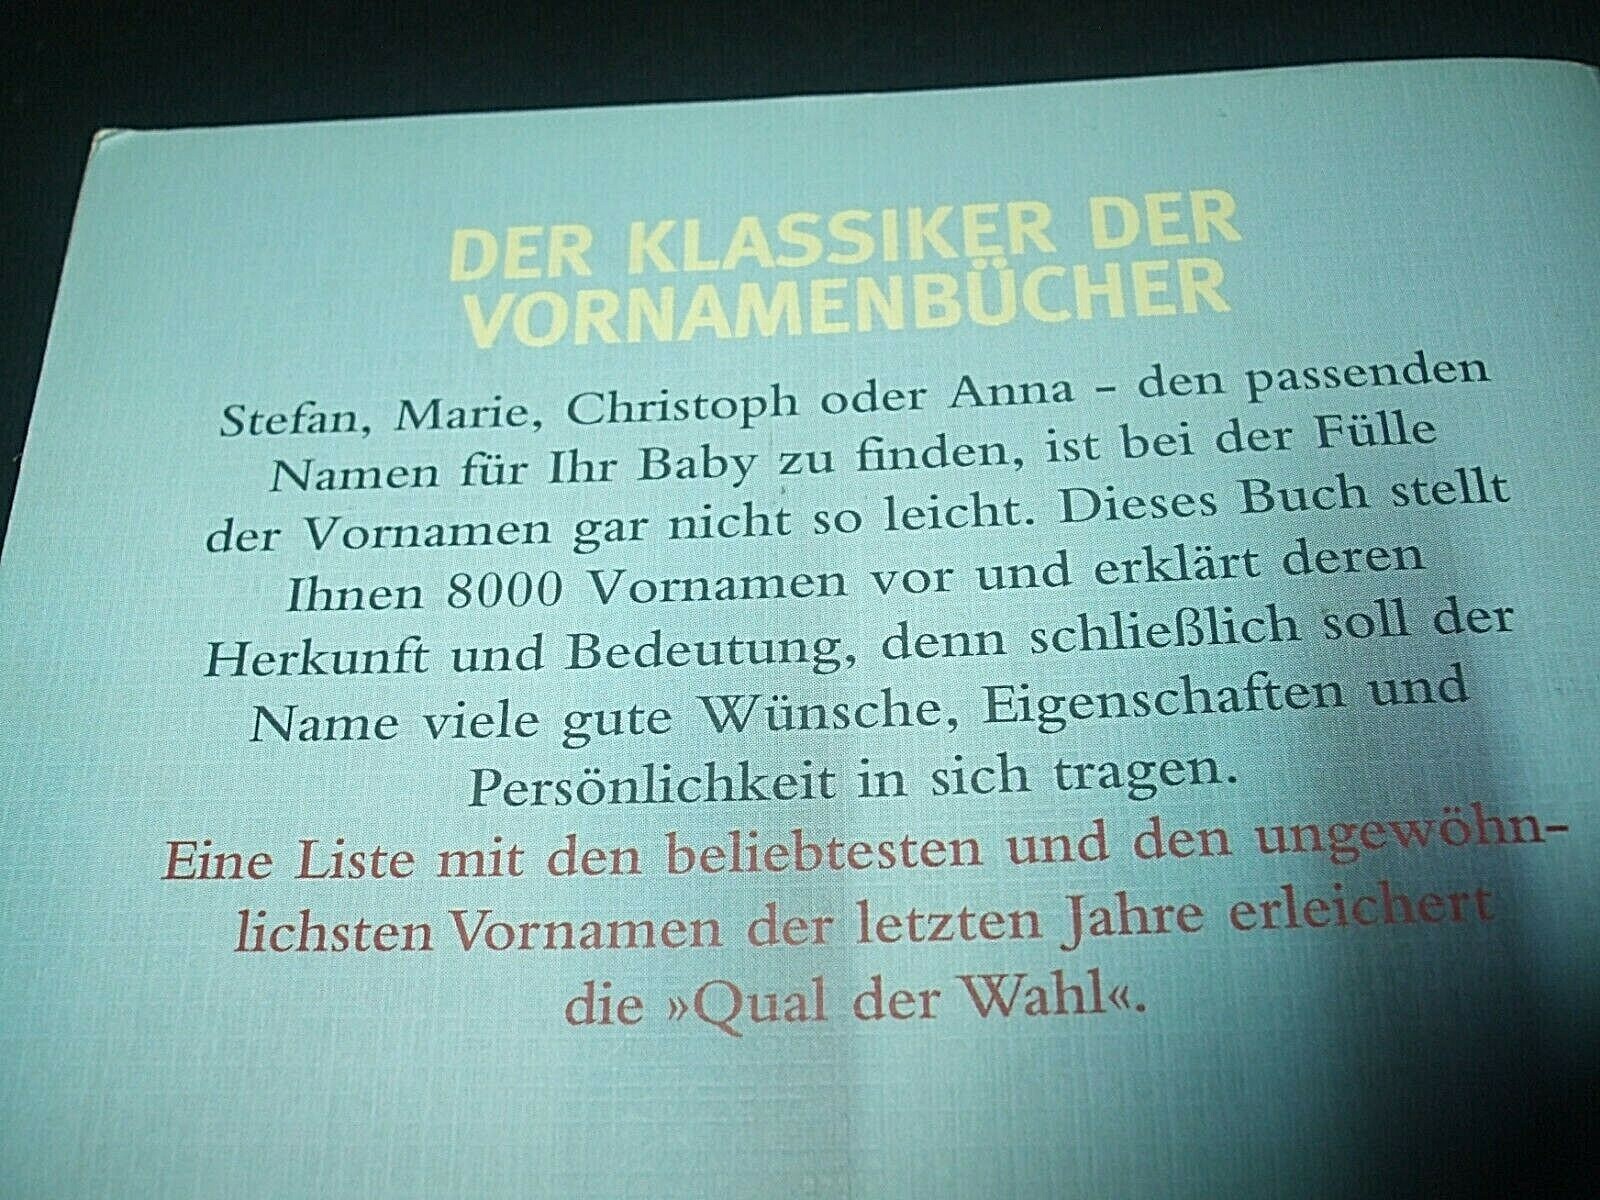 DER KLASSIKER DER
VORNAMENBÜCHER
Stefan, Marie, Christoph oder Anna – den passenden
Namen für Ihr Baby zu finden, ist bei der Fülle
der Vornamen gar nicht so leicht. Dieses Buch stellt
Ihnen 8000 Vornamen vor und erklärt deren
Herkunft und Bedeutung, denn schließlich soll der
Name viele gute Wünsche, Eigenschaften und
Persönlichkeit in sich tragen.
Eine Liste mit den beliebtesten und den ungewöhn-
lichsten Vornamen der letzten Jahre erleichert
die »Qual der Wahl«.